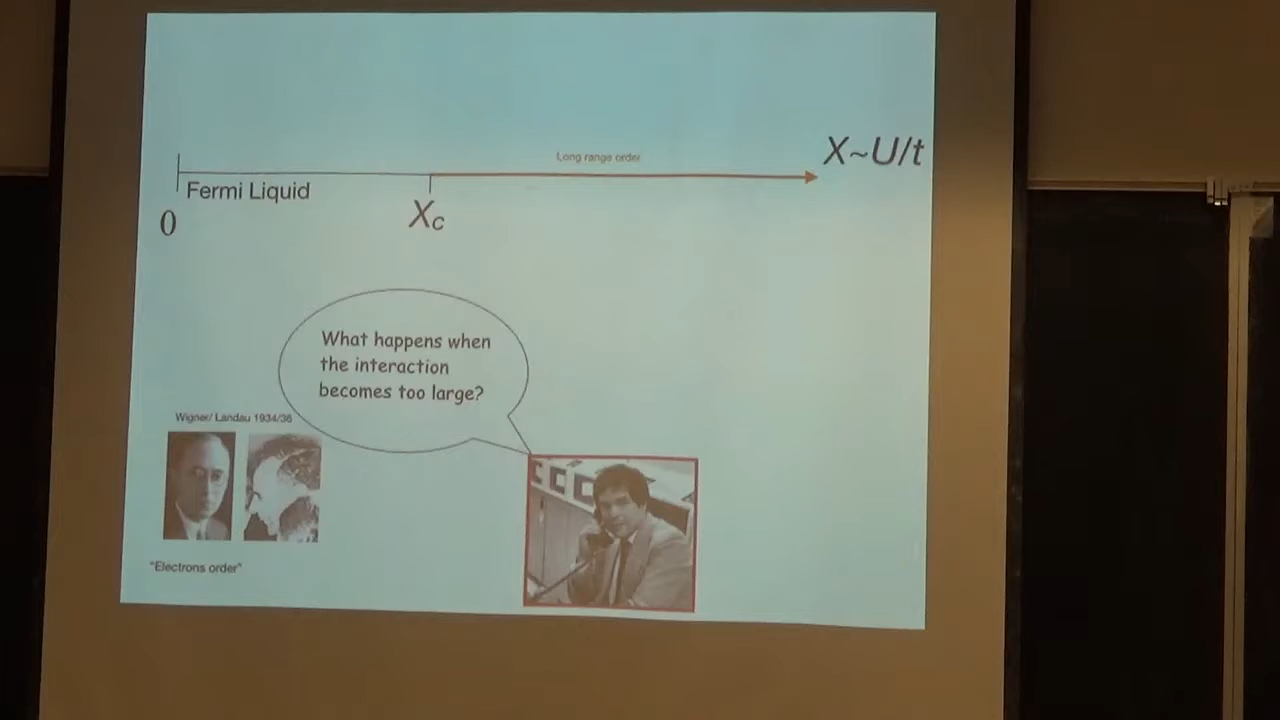 Long range order
X~U/t
Fermi Liquid
0
Xc
What happens when
the interaction
becomes too large?
Wigner/ Landau 1934/36
"Electrons order"